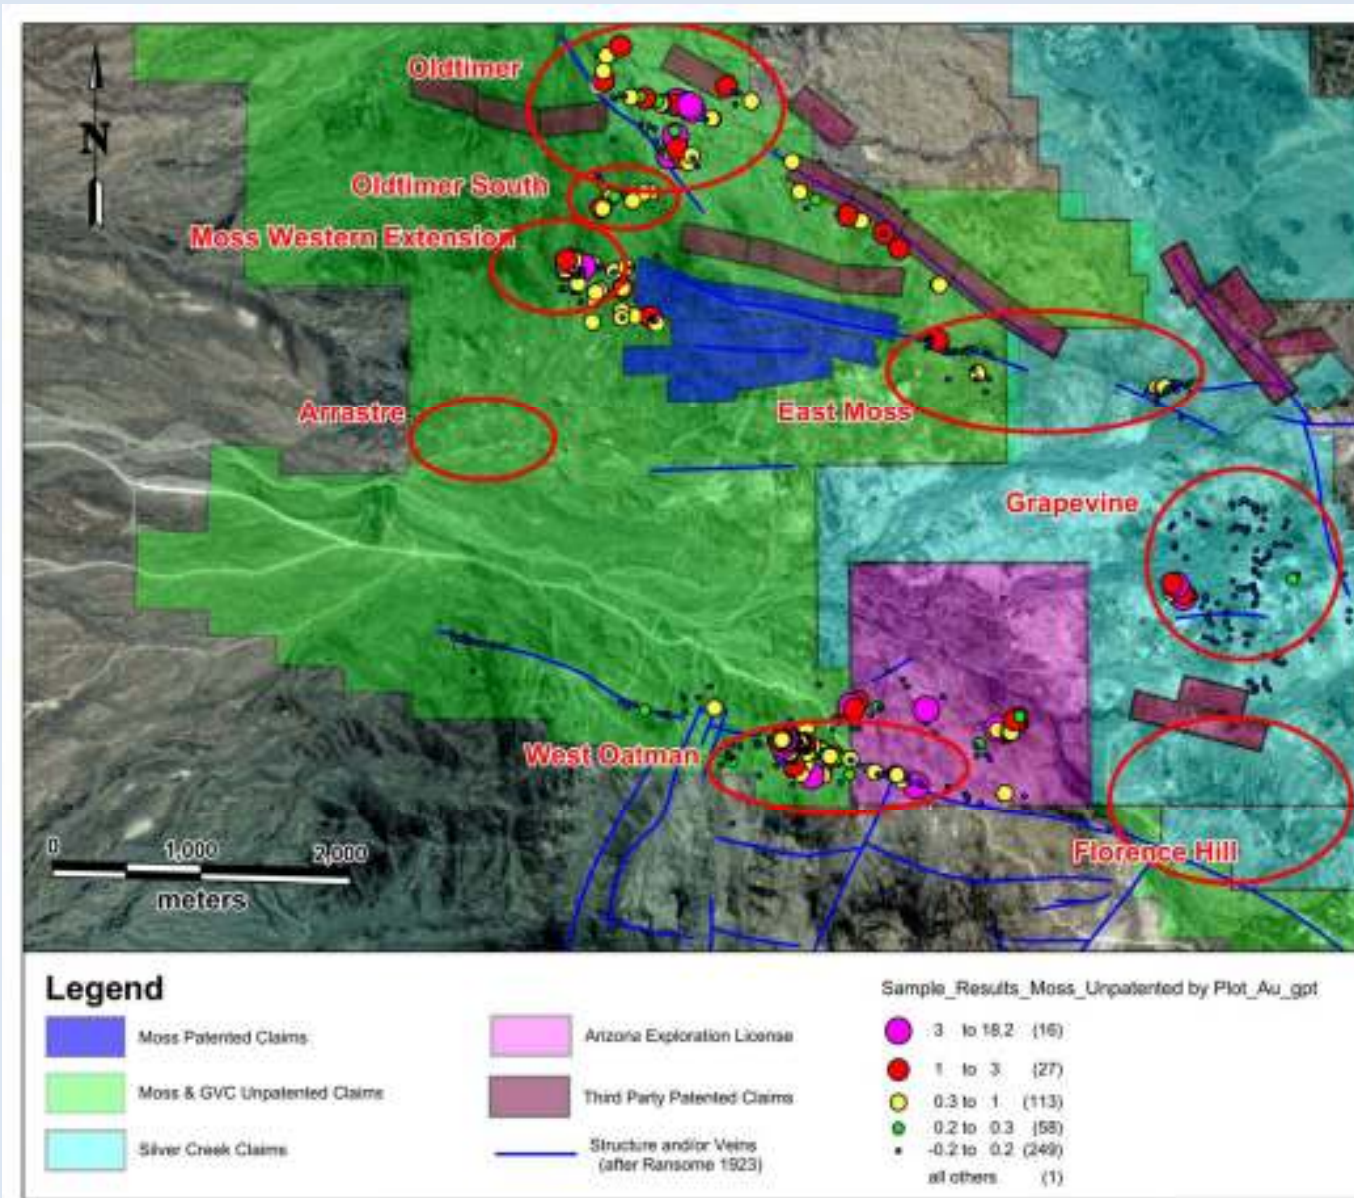 Oldtimer
N
Oldtimer South
Moss Western Extension
Arrastre
East Moss
Grapevine
West Oatman
0 1,000 2,000
meters
Florence Hill
Legend
Moss Patented Claims
Moss & GVC Unpatented Claims
Silver Creek Claims
Arizona Exploration License
Third Party Patented Claims
Structure and/or Veins
(after Ransome 1923)
Sample_Results_Moss_Unpatented by Plot_Au_gpt
3 to 18.2 (16)
1 to 3 (27)
0.3 to 1 (113)
0.2 to 0.3 (58)
-0.2 to 0.2 (249)
all others (1)